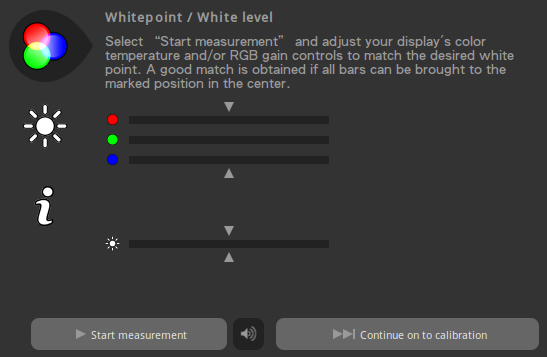 Whitepoint / White level
Select “Start measurement” and adjust your display´s color
temperature and/or RGB gain controls to match the desired white
point. A good match is obtained if all bars can be brought to the
marked position in the center.
Start measurement
Continue on to calibration